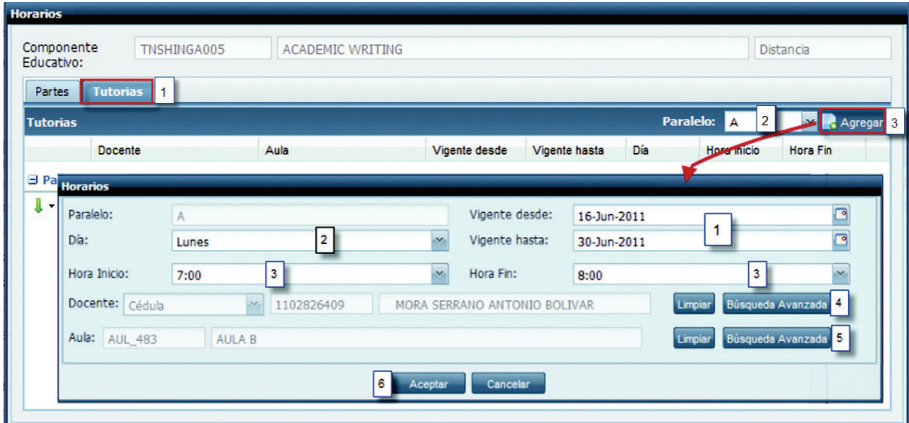 Horarios
Componente Educativo: TNSHINGA005 ACADEMIC WRITING Distancia
Partes Tutorias 1
Tutorias Paralelo: A 2 Agregar 3
Docente Aula Vigente desde Vigente hasta Día Hora Inicio Hora Fin
Pa
Horarios
Paralelo: A Vigente desde: 16-Jun-2011 1
Día: Lunes 2 Vigente hasta: 30-Jun-2011
Hora Inicio: 7:00 3 Hora Fin: 8:00 3
Docente: Cédula 1102826409 MORA SERRANO ANTONIO BOLIVAR Limpiar Búsqueda Avanzada 4
Aula: AUL_483 AULA B Limpiar Búsqueda Avanzada 5
6 Aceptar Cancelar